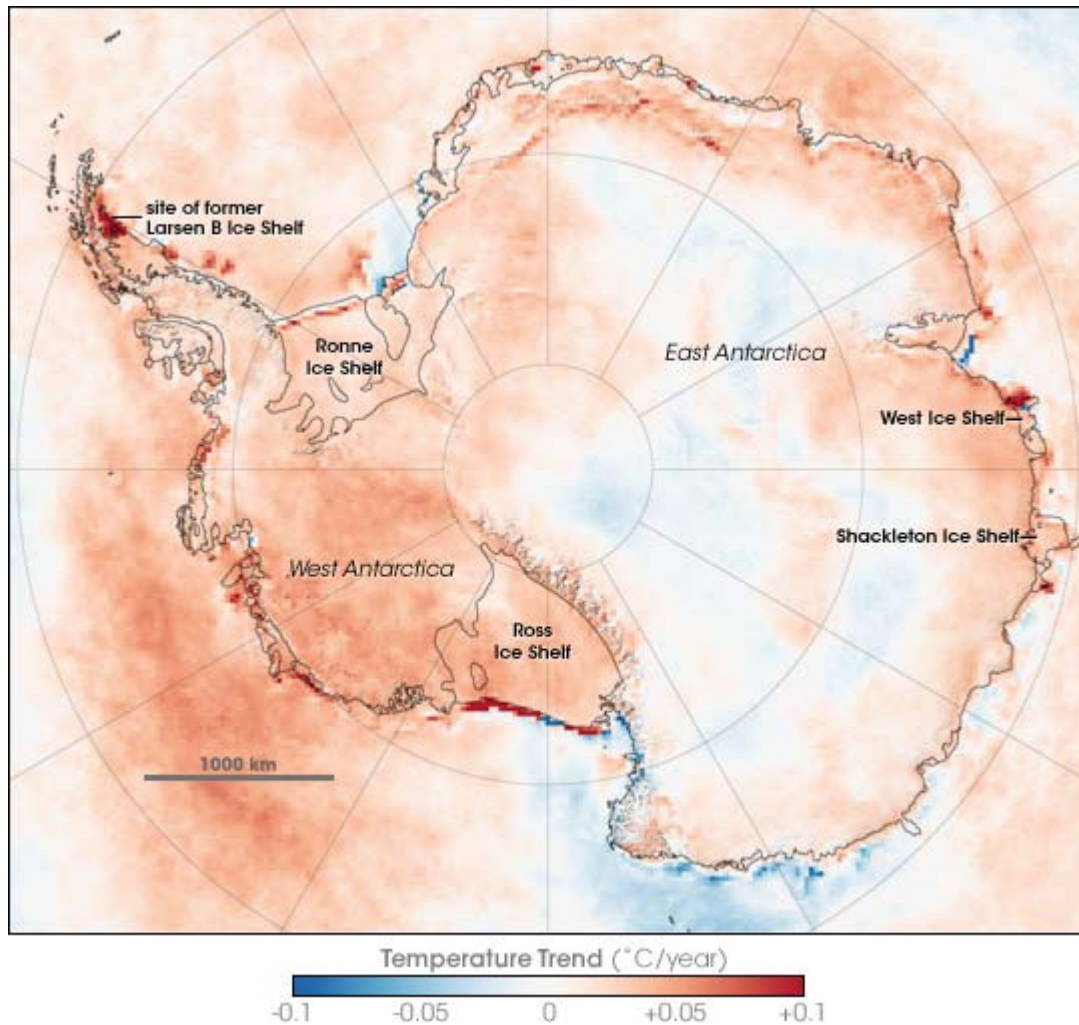 site of former
Larsen B Ice Shelf
Ronne
Ice Shelf
East Antarctica
West Ice Shelf
Shackleton Ice Shelf
West Antarctica
Ross
Ice Shelf
1000 km
Temperature Trend (˚C/year)
-0.1 -0.05 0 +0.05 +0.1